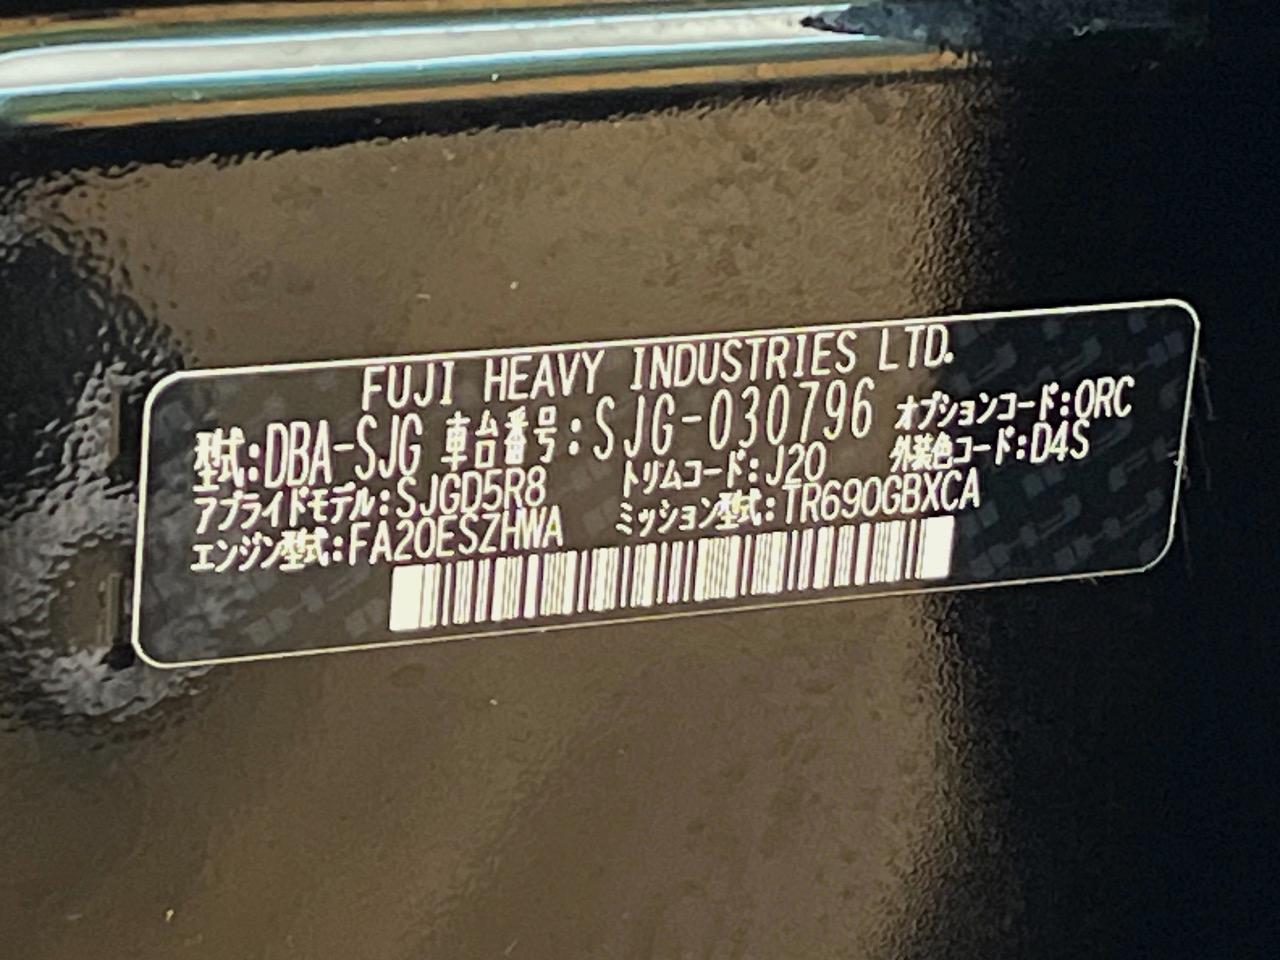 FUJI HEAVY INDUSTRIES LTD.
型式:DBA-SJG 車台番号:SJG-030796 オプションコード:QRC
アプライドモデル:SJGD5R8 トリムコード:J20 外装色コード:D4S
エンジン型式:FA20ESZHWA ミッション型式:TR690GBXCA